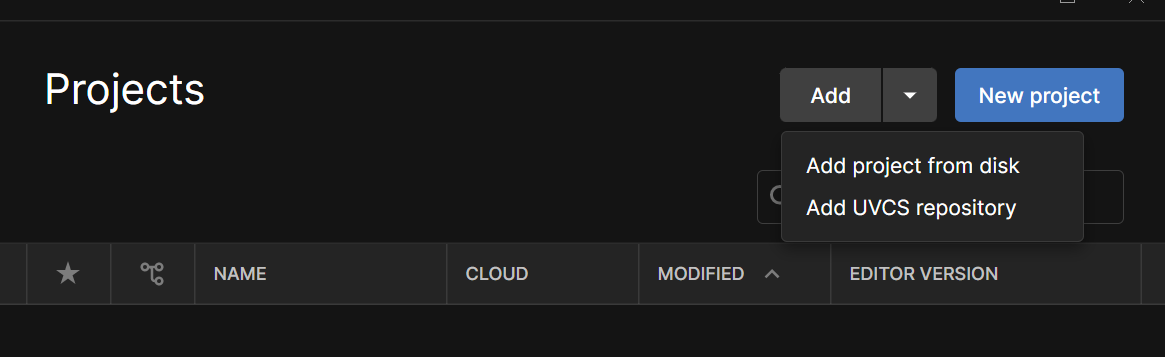 Projects
Add
New project
Add project from disk
Add UVCS repository
NAME
CLOUD
MODIFIED
EDITOR VERSION